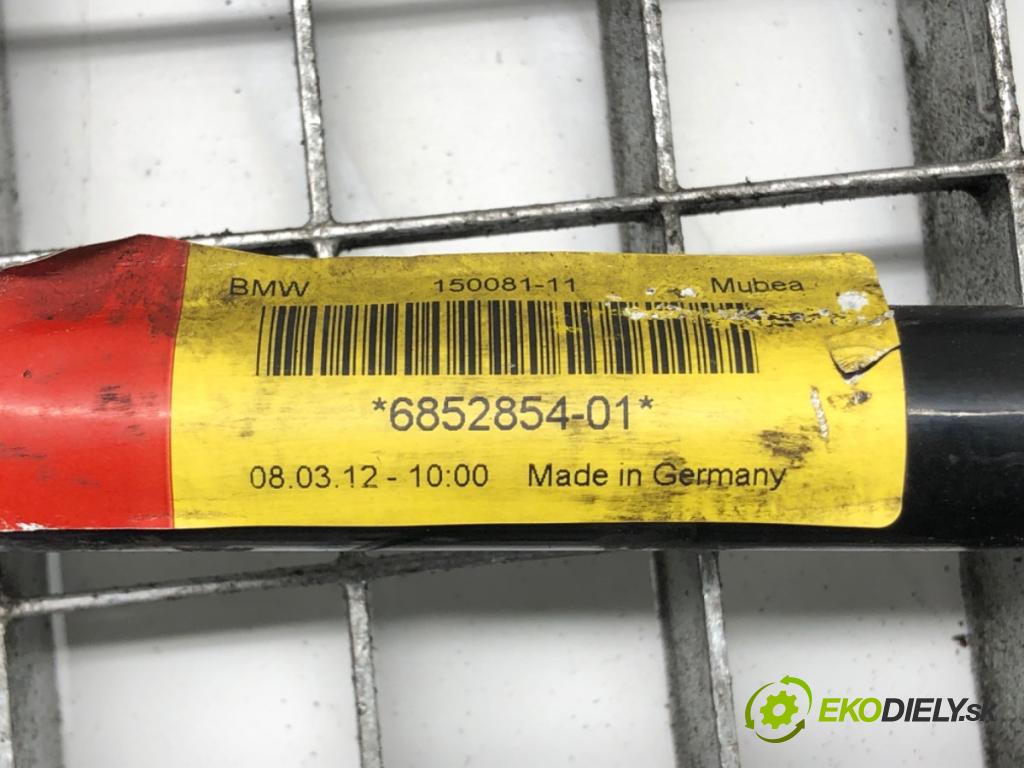 BMW 150081-11 Mubea
*6852854-01*
08.03.12 - 10:00 Made in Germany
EKODIELY.sk